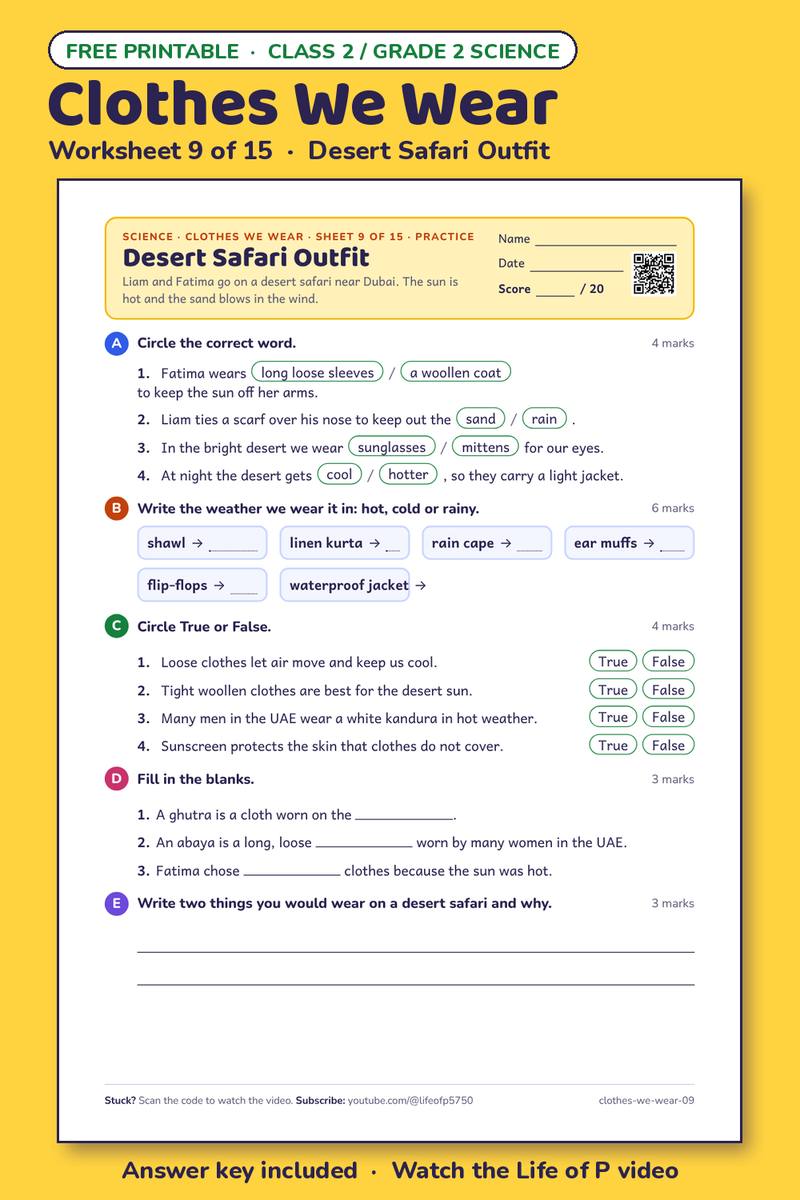 FREE PRINTABLE · CLASS 2 / GRADE 2 SCIENCE
Clothes We Wear
Worksheet 9 of 15 · Desert Safari Outfit
SCIENCE · CLOTHES WE WEAR · SHEET 9 OF 15 · PRACTICE
Desert Safari Outfit
Liam and Fatima go on a desert safari near Dubai. The sun is
hot and the sand blows in the wind.
Name ____________
Date ____________
Score ______ / 20
A Circle the correct word. 4 marks
1. Fatima wears long loose sleeves / a woollen coat
to keep the sun off her arms.
2. Liam ties a scarf over his nose to keep out the sand / rain .
3. In the bright desert we wear sunglasses / mittens for our eyes.
4. At night the desert gets cool / hotter , so they carry a light jacket.
B Write the weather we wear it in: hot, cold or rainy. 6 marks
shawl → ______ linen kurta → __ rain cape → ___ ear muffs → ___
flip-flops → ___ waterproof jacket →
C Circle True or False. 4 marks
1. Loose clothes let air move and keep us cool. True False
2. Tight woollen clothes are best for the desert sun. True False
3. Many men in the UAE wear a white kandura in hot weather. True False
4. Sunscreen protects the skin that clothes do not cover. True False
D Fill in the blanks. 3 marks
1. A ghutra is a cloth worn on the ____________.
2. An abaya is a long, loose ____________ worn by many women in the UAE.
3. Fatima chose ____________ clothes because the sun was hot.
E Write two things you would wear on a desert safari and why. 3 marks
Stuck? Scan the code to watch the video. Subscribe: youtube.com/@lifeofp5750 clothes-we-wear-09
Answer key included · Watch the Life of P video